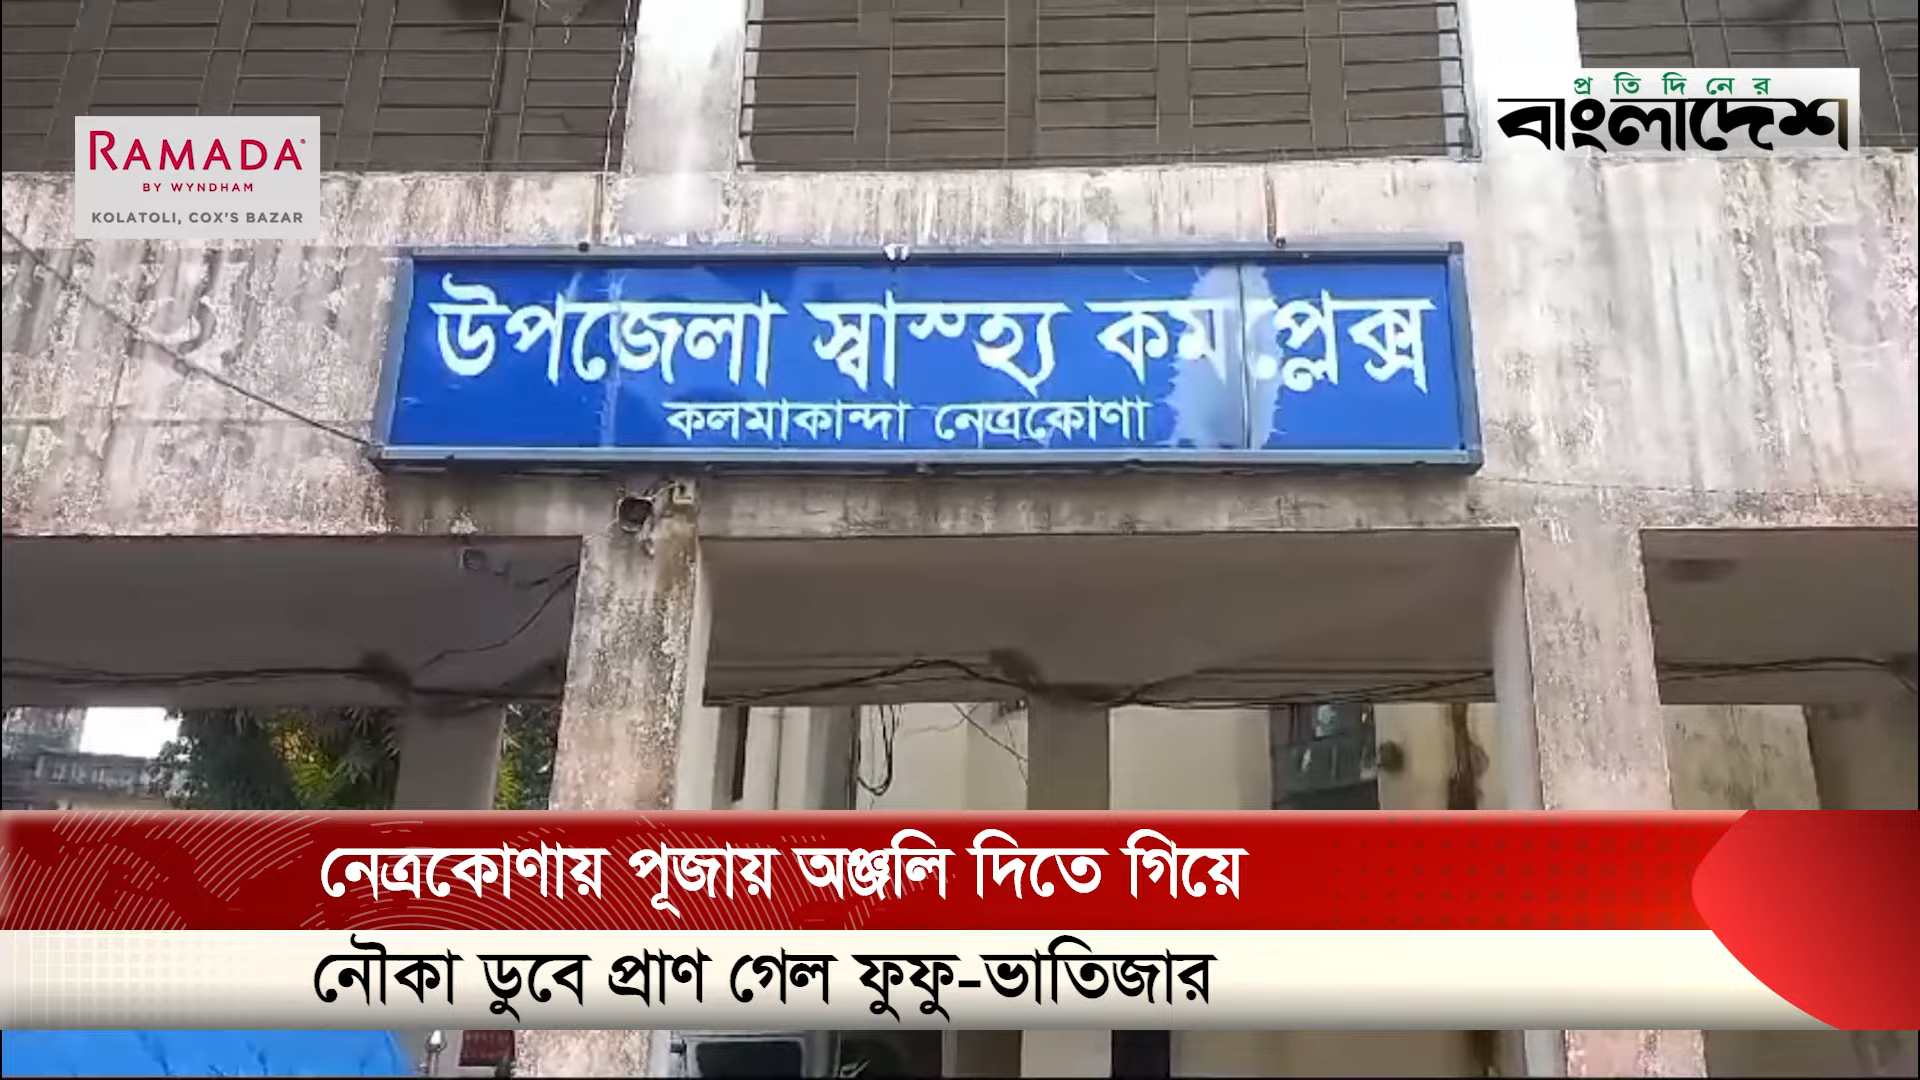 RAMADA
BY WYNDHAM
KOLATOLI, COX'S BAZAR
প্রতিদিনের
বাংলাদেশ
উপজেলা স্বাস্হ্য কমপ্লেক্স
কলমাকান্দা নেত্রকোণা
নেত্রকোণায় পূজায় অঞ্জলি দিতে গিয়ে
নৌকা ডুবে প্রাণ গেল ফুফু-ভাতিজার